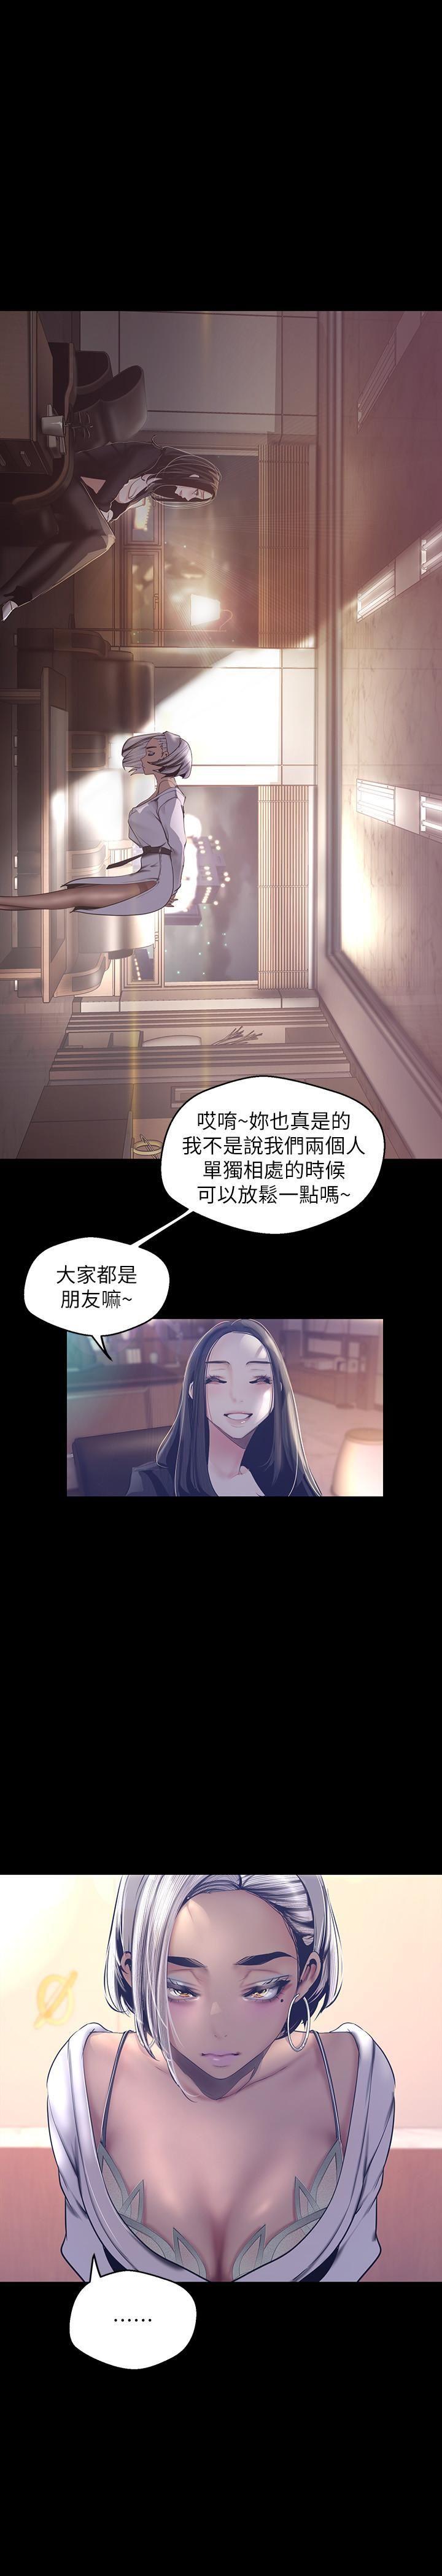 哎唷~妳也真是的
我不是說我們兩個人
單獨相處的時候
可以放鬆一點嗎~
大家都是
朋友嘛~
⋯⋯